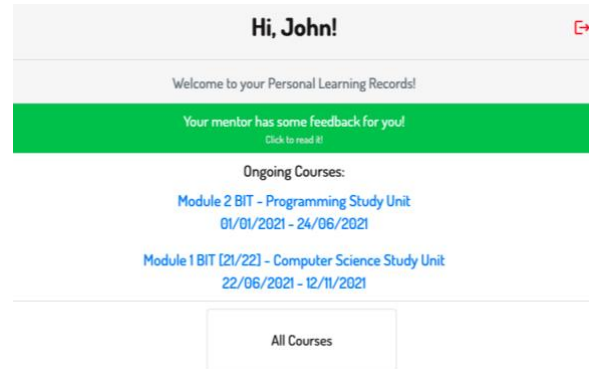 Hi, John!
Welcome to your Personal Learning Records!
Your mentor has some feedback for you!
Click to read it!
Ongoing Courses:
Module 2 BIT - Programming Study Unit
01/01/2021 - 24/06/2021
Module 1 BIT [21/22] - Computer Science Study Unit
22/06/2021 - 12/11/2021
All Courses